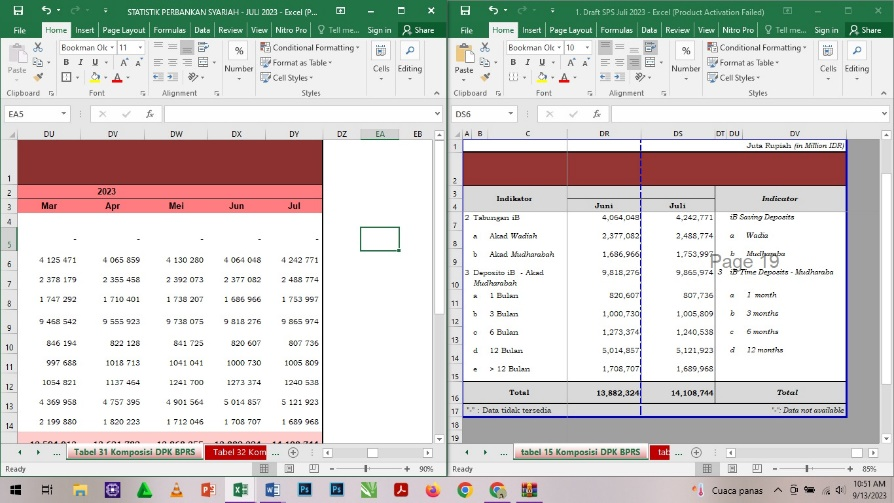 STATISTIK PERBANKAN SYARIAH - JULI 2023 - Excel (P...
File Home Insert Page Layout Formulas Data Review View Nitro Pro Tell me... Sign in Share
Bookman Olc 11
Paste
Number
Conditional Formatting
Format as Table
Cell Styles
Cells
Editing
Clipboard Font Alignment Styles
EA5
DU DV DW DX DY DZ EA EB
1
2 2023
3 Mar Apr Mei Jun Jul
4
5 - - - - -
6 4 125 471 4 065 859 4 130 280 4 064 048 4 242 771
7 2 378 179 2 355 458 2 392 073 2 377 082 2 488 774
8 1 747 292 1 710 401 1 738 207 1 686 966 1 753 997
9 9 468 542 9 555 923 9 738 075 9 818 276 9 865 974
10 846 194 822 128 841 725 820 607 807 736
11 997 688 1018 713 1041 041 1000 730 1005 809
12 1054 821 1137 464 1241 700 1273 374 1240 538
13 4 369 958 4 757 395 4 901 564 5 014 857 5 121 923
14 2 199 880 1 820 223 1 712 046 1 708 707 1 689 968
... Tabel 31 Komposisi DPK BPRS Tabel 32 Kom ...
Ready 90%
1. Draft SPS Juli 2023 - Excel (Product Activation Failed)
File Home Insert Page Layout Formulas Data Review View Nitro Pro Tell me... Sign in Share
Bookman Olc 10
Paste
Number
Conditional Formatting
Format as Table
Cell Styles
Cells
Editing
Clipboard Font Alignment Styles
DS6
A B C DR DS DT DU DV
1 Juta Rupiah (in Million IDR)
2
3 Indikator Indicator
4 Juni Juli
7 2 Tabungan iB 4,064,048 4,242,771 iB Saving Deposits
8 a Akad Wadiah 2,377,082 2,488,774 a Wadia
9 b Akad Mudharabah 1,686,966 1,753,997 b Mudharaba
Page 19
10 3 Deposito iB - Akad Mudharabah 9,818,276 9,865,974 3 iB Time Deposits - Mudharaba
11 a 1 Bulan 820,607 807,736 a 1 month
12 b 3 Bulan 1,000,730 1,005,809 b 3 months
13 c 6 Bulan 1,273,374 1,240,538 c 6 months
14 d 12 Bulan 5,014,857 5,121,923 d 12 months
15 e > 12 Bulan 1,708,707 1,689,968
16 Total 13,882,324 14,108,744 Total
17 "-" : Data tidak tersedia "-": Data not available
18
19
... tabel 15 Komposisi DPK BPRS tab ...
Ready 85%
Cuaca panas
10:51 AM
9/13/2023